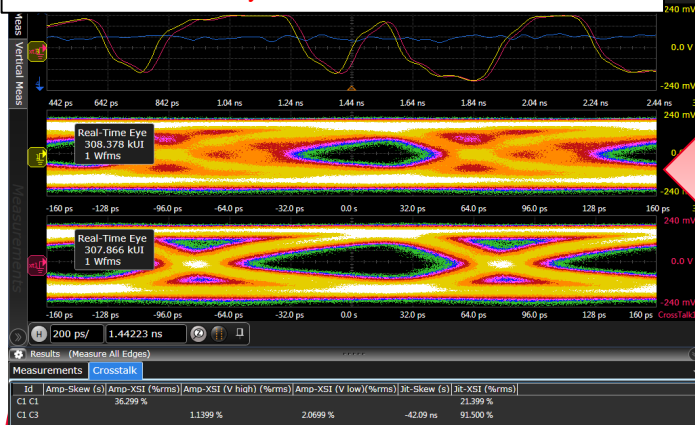 240 mV
Meas
Vertical Meas
0.0 V
-240 mV
442 ps 642 ps 842 ps 1.04 ns 1.24 ns 1.44 ns 1.64 ns 1.84 ns 2.04 ns 2.24 ns 2.44 ns
240 mV
Real-Time Eye
308.378 kUI
1 Wfms
-240
-160 ps -128 ps -96.0 ps -64.0 ps -32.0 ps 0.0 s 32.0 ps 64.0 ps 96.0 ps 128 ps 160 ps
240 mV
Measurements
Real-Time Eye
307.866 kUI
1 Wfms
0.0 V
-240 mV
-160 ps -128 ps -96.0 ps -64.0 ps -32.0 ps 0.0 s 32.0 ps 64.0 ps 96.0 ps 128 ps 160 ps CrossTalk1
H 200 ps/ 1.44223 ns
Results (Measure All Edges)
Measurements Crosstalk
Id Amp-Skew (s) Amp-XSI (%rms) Amp-XSI (V high) (%rms) Amp-XSI (V low)(%rms) Jit-Skew (s) Jit-XSI (%rms)
C1 C1 36.299 % 21.399 %
C1 C3 1.1399 % 2.0699 % -42.09 ns 91.500 %